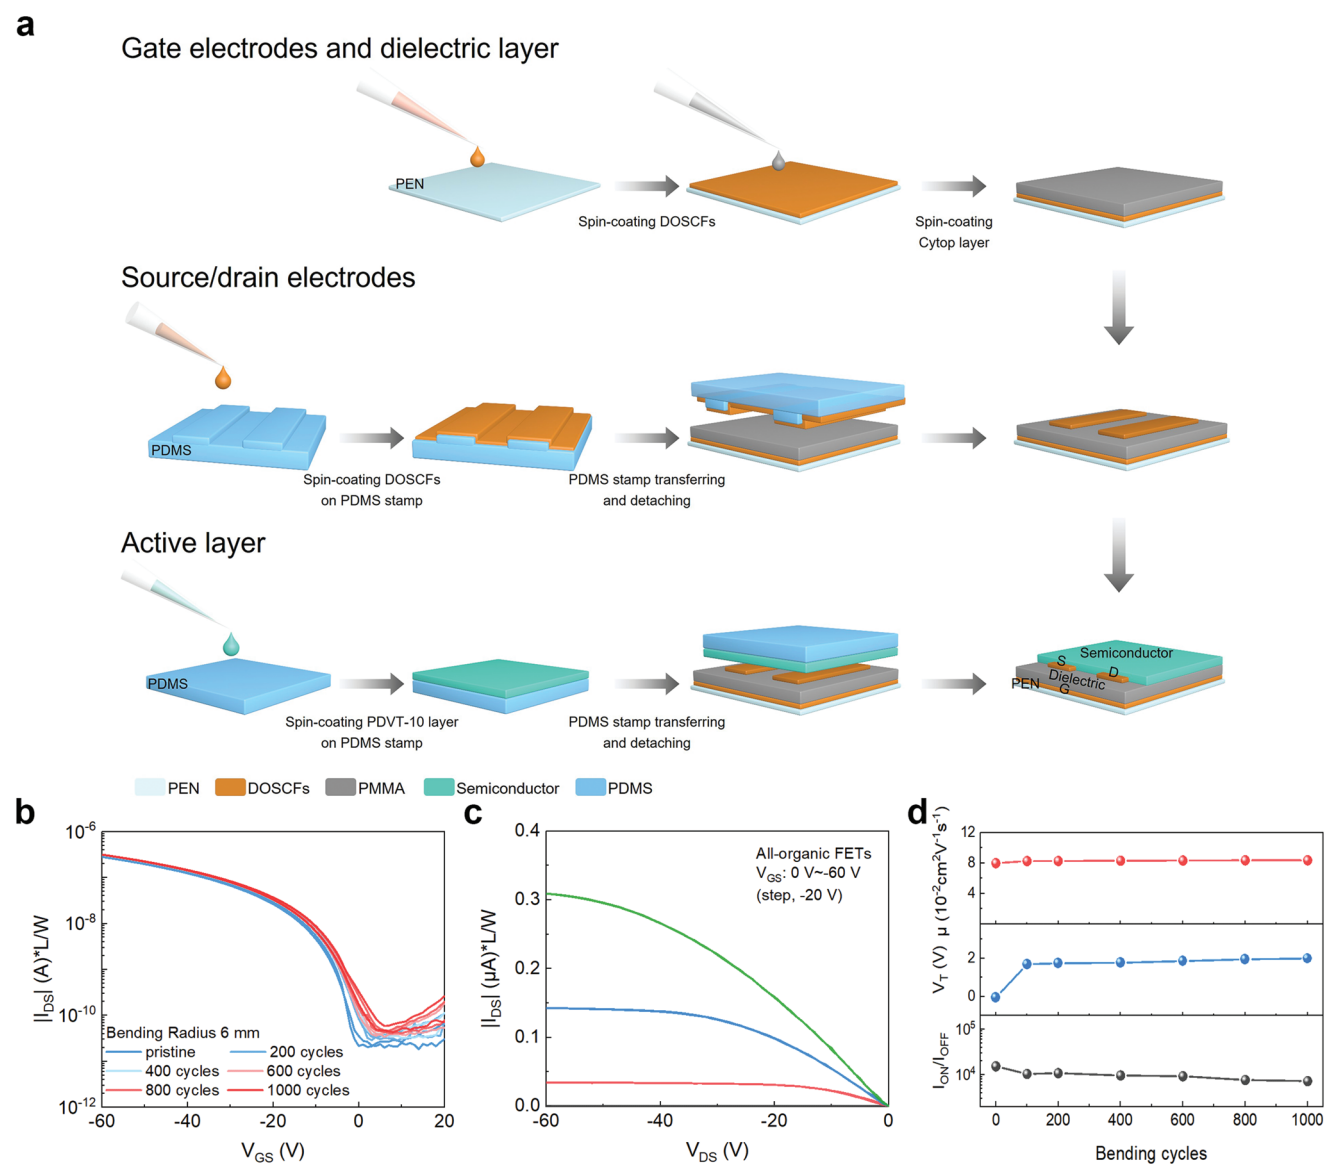 a
Gate electrodes and dielectric layer
PEN
Spin-coating DOSCFs
Spin-coating
Cytop layer
Source/drain electrodes
PDMS
Spin-coating DOSCFs
on PDMS stamp
PDMS stamp transferring
and detaching
Active layer
PDMS
Spin-coating PDVT-10 layer
on PDMS stamp
PDMS stamp transferring
and detaching
Semiconductor
S
D
Dielectric
PEN
G
PEN
DOSCFs
PMMA
Semiconductor
PDMS
b
10⁻⁶
10⁻⁸
10⁻¹⁰
10⁻¹²
|I_DS| (A)*L/W
Bending Radius 6 mm
pristine
200 cycles
400 cycles
600 cycles
800 cycles
1000 cycles
-60
-40
-20
0
20
V_GS (V)
c
0.4
0.3
0.2
0.1
0.0
|I_DS| (μA)*L/W
All-organic FETs
V_GS: 0 V~-60 V
(step, -20 V)
-60
-40
-20
0
V_DS (V)
d
12
8
4
μ (10⁻²cm²V⁻¹s⁻¹)
2
0
V_T (V)
10⁵
10⁴
I_ON/I_OFF
0
200
400
600
800
1000
Bending cycles